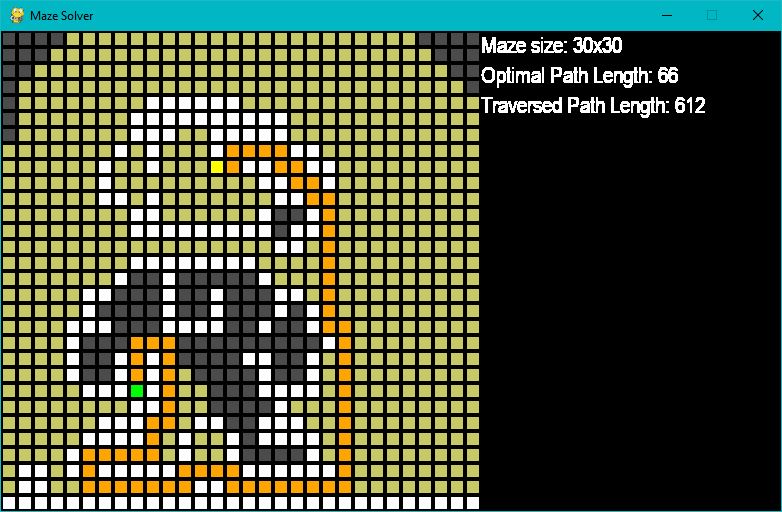 Maze Solver
Maze size: 30x30
Optimal Path Length: 66
Traversed Path Length: 612